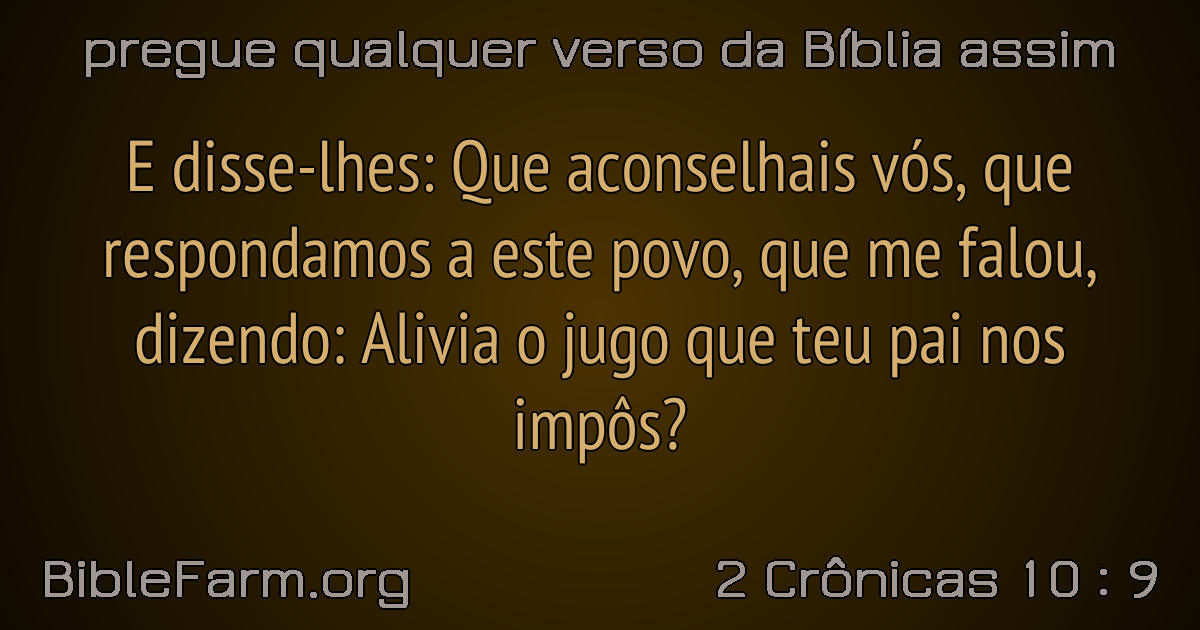 pregue qualquer verso da Bíblia assim
E disse-lhes: Que aconselhais vós, que
respondamos a este povo, que me falou,
dizendo: Alivia o jugo que teu pai nos
impôs?
BibleFarm.org
2 Crônicas 10 : 9